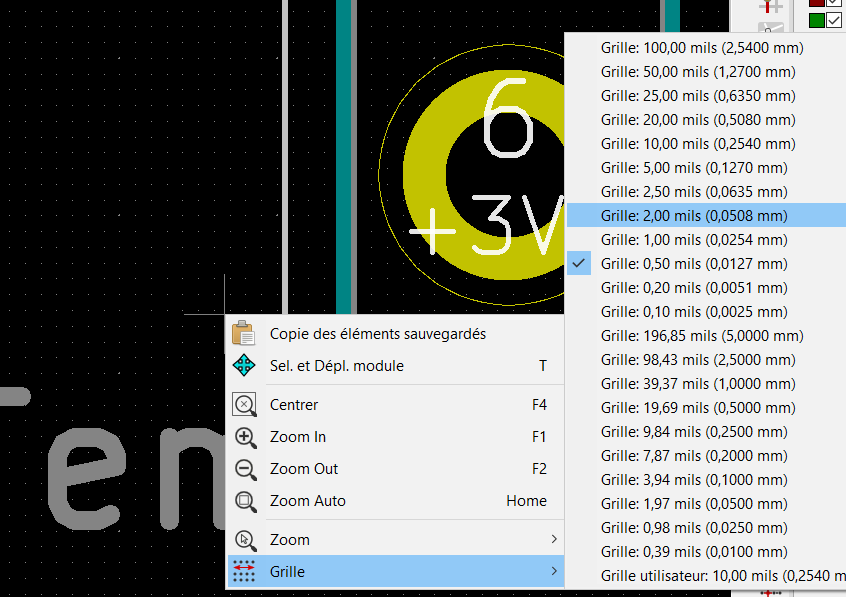 6
+3V
en
Copie des éléments sauvegardés
Sel. et Dépl. module T
Centrer F4
Zoom In F1
Zoom Out F2
Zoom Auto Home
Zoom
Grille
Grille: 100,00 mils (2,5400 mm)
Grille: 50,00 mils (1,2700 mm)
Grille: 25,00 mils (0,6350 mm)
Grille: 20,00 mils (0,5080 mm)
Grille: 10,00 mils (0,2540 mm)
Grille: 5,00 mils (0,1270 mm)
Grille: 2,50 mils (0,0635 mm)
Grille: 2,00 mils (0,0508 mm)
Grille: 1,00 mils (0,0254 mm)
Grille: 0,50 mils (0,0127 mm)
Grille: 0,20 mils (0,0051 mm)
Grille: 0,10 mils (0,0025 mm)
Grille: 196,85 mils (5,0000 mm)
Grille: 98,43 mils (2,5000 mm)
Grille: 39,37 mils (1,0000 mm)
Grille: 19,69 mils (0,5000 mm)
Grille: 9,84 mils (0,2500 mm)
Grille: 7,87 mils (0,2000 mm)
Grille: 3,94 mils (0,1000 mm)
Grille: 1,97 mils (0,0500 mm)
Grille: 0,98 mils (0,0250 mm)
Grille: 0,39 mils (0,0100 mm)
Grille utilisateur: 10,00 mils (0,2540 m